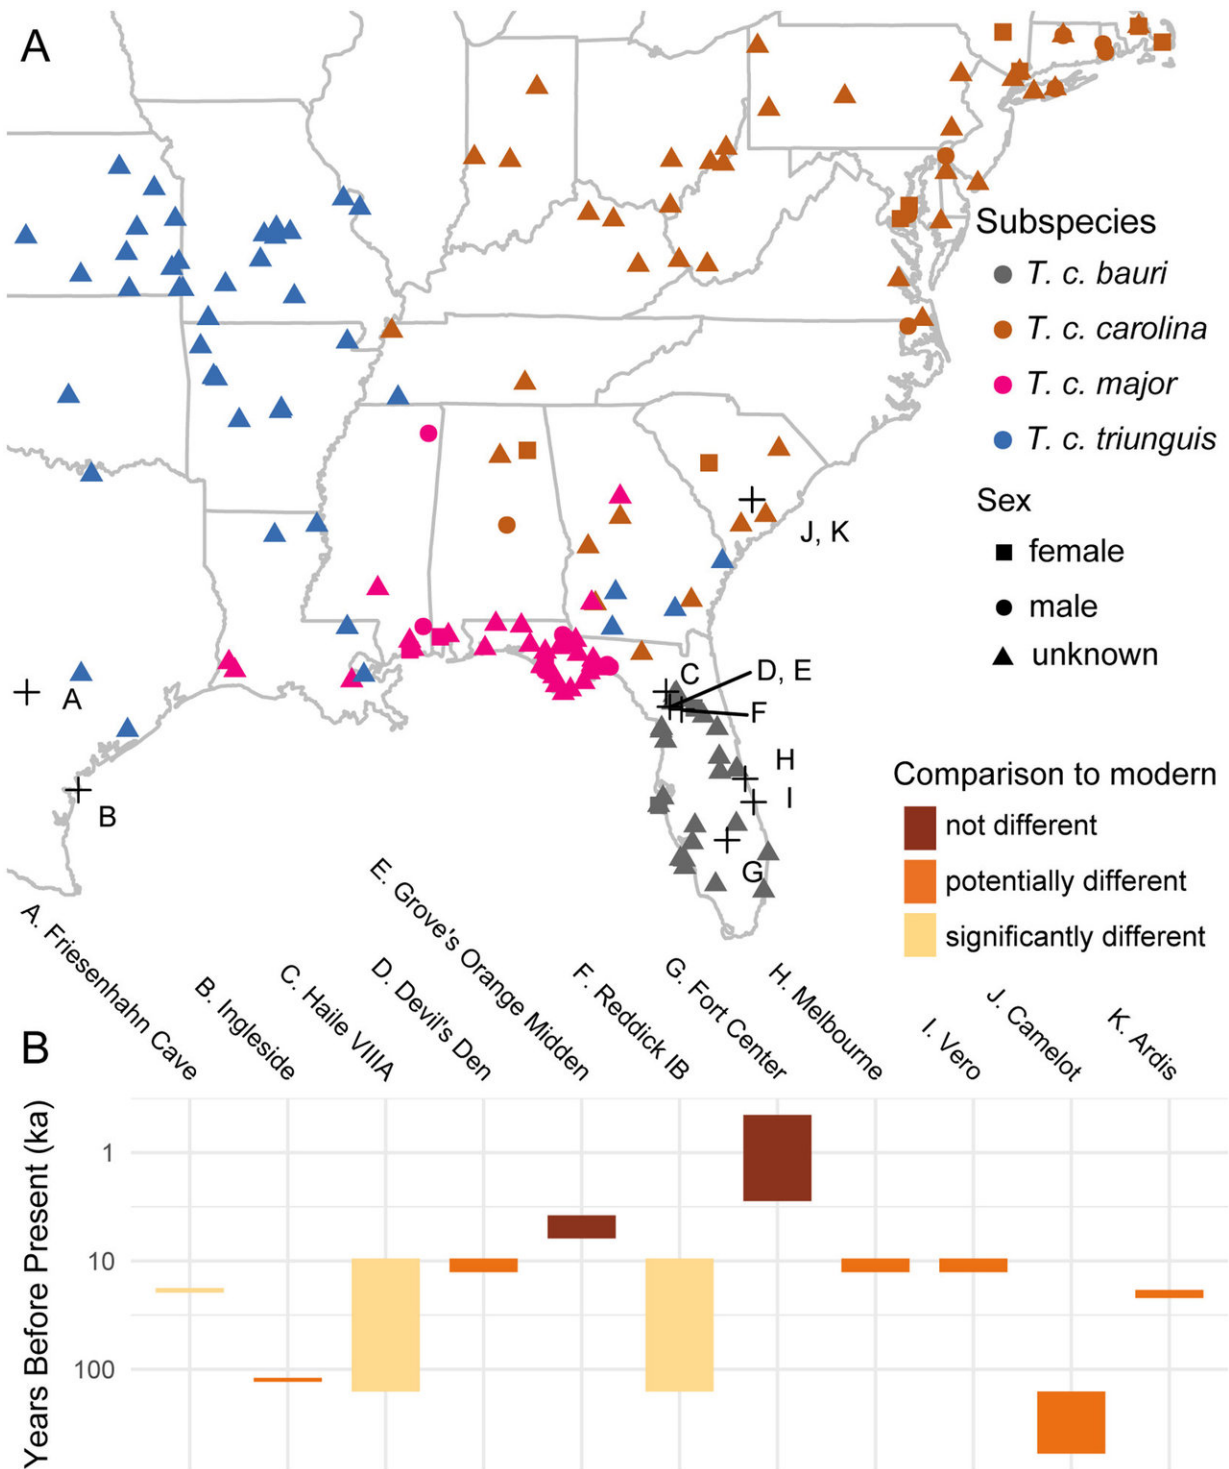 A
Subspecies
T. c. bauri
T. c. carolina
T. c. major
T. c. triunguis
Sex
female
male
unknown
J, K
C
D, E
F
A
H
I
B
G
Comparison to modern
not different
potentially different
significantly different
B
A. Friesenhahn Cave
B. Ingleside
C. Haile VIIIA
D. Devil's Den
E. Grove's Orange Midden
F. Reddick IB
G. Fort Center
H. Melbourne
I. Vero
J. Camelot
K. Ardis
Years Before Present (ka)
1
10
100